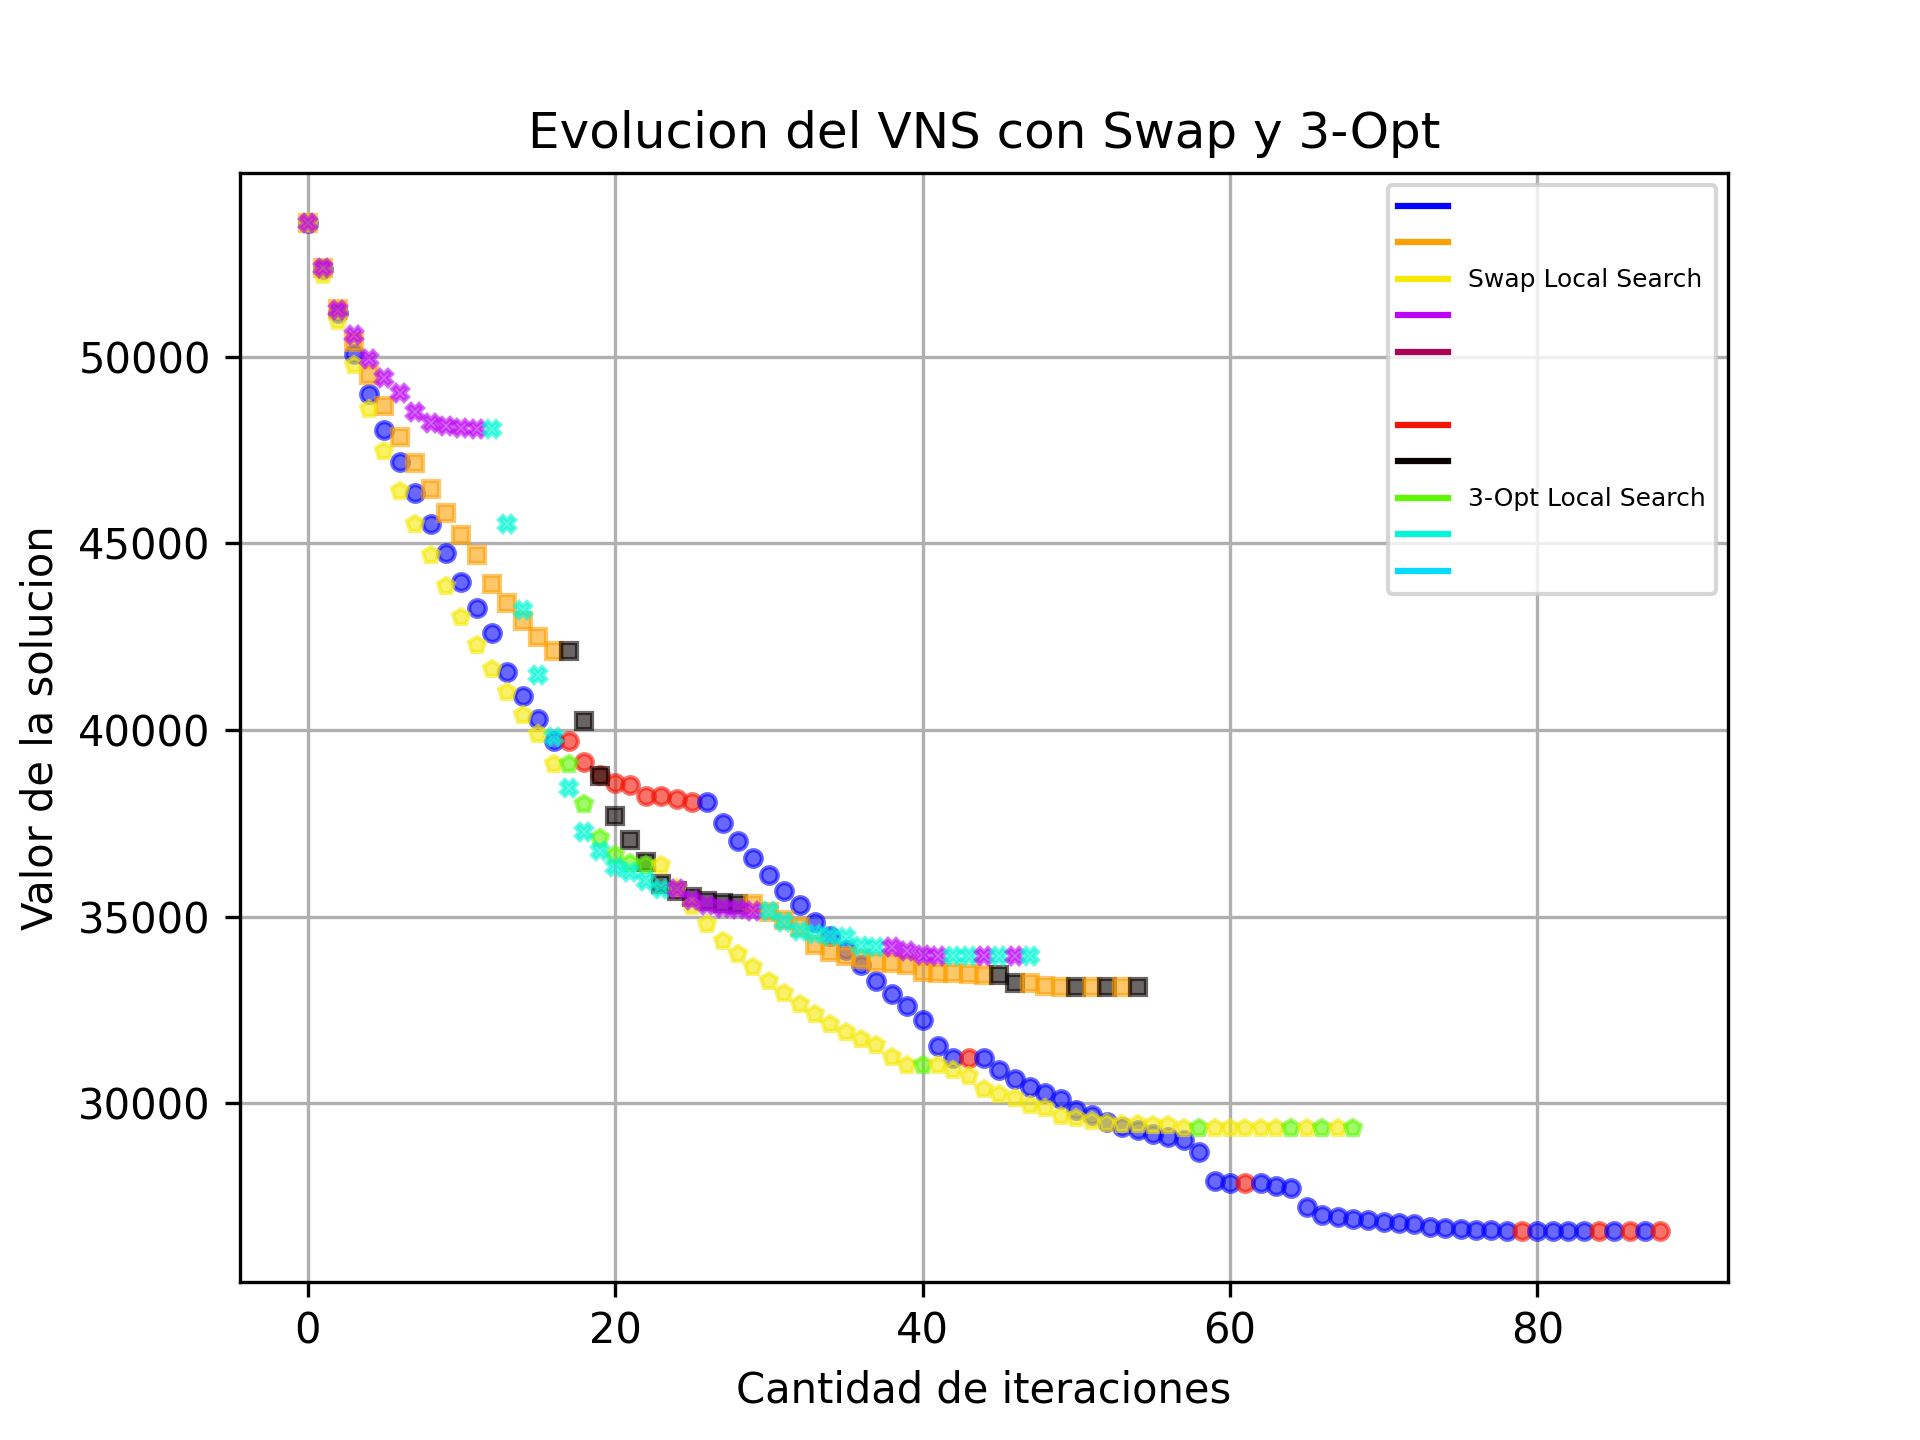 Evolucion del VNS con Swap y 3-Opt
Swap Local Search
3-Opt Local Search
Valor de la solucion
50000
45000
40000
35000
30000
0 20 40 60 80
Cantidad de iteraciones